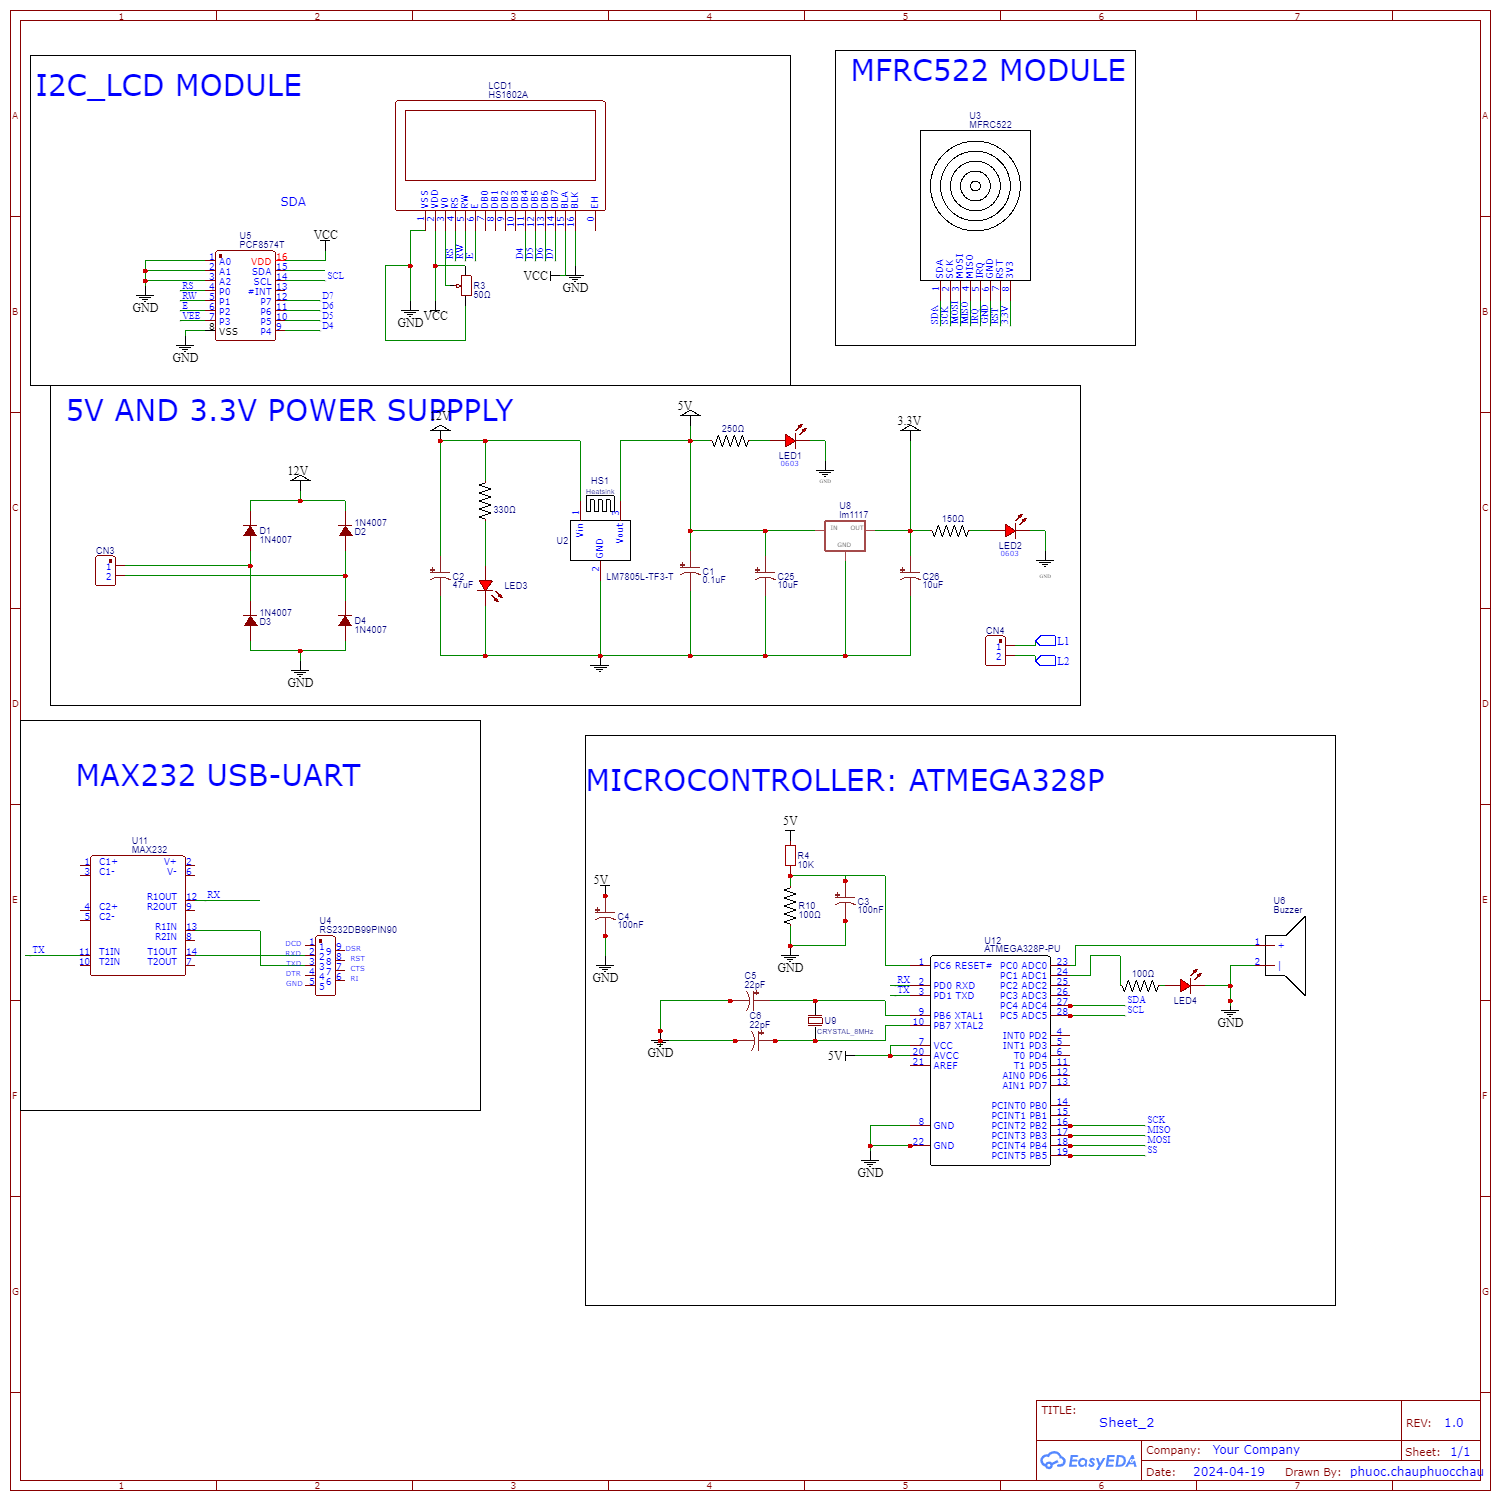 1 2 3 4 5 6 7
A
B
C
D
E
F
G
I2C_LCD MODULE
LCD1
HS1602A
VSS VDD V0 RS RW E DB0 DB1 DB2 DB3 DB4 DB5 DB6 DB7 BLA BLK EH
1 2 3 4 5 6 7 8 9 10 11 12 13 14 15 16 0
RS RW E D4 D5 D6 D7
VCC
GND
R3
50Ω
GND
VCC
SDA
U5
PCF8574T
VCC
1 A0 VDD 16
2 A1 SDA 15
3 A2 SCL 14 SCL
RS 4 P0 #INT 13
RW 5 P1 P7 12 D7
E 6 P2 P6 11 D6
VEE 7 P3 P5 10 D5
8 VSS P4 9 D4
GND
GND
MFRC522 MODULE
U3
MFRC522
SDA SCK MOSI MISO IRQ GND RST 3V3
1 2 3 4 5 6 7 8
SDA SCK MOSI MISO IRQ GND RST 3.3V
5V AND 3.3V POWER SUPPPLY
12V
D1
1N4007
1N4007
D2
CN3
1
2
1N4007
D3
D4
1N4007
GND
12V
330Ω
C2
47uF
LED3
HS1
Heatsink
1 Vin
3 Vout
U2
GND
2
LM7805L-TF3-T
5V
250Ω
LED1
0603
GND
C1
0.1uF
C25
10uF
U8
lm1117
IN OUT
GND
3.3V
150Ω
LED2
0603
GND
C26
10uF
CN4
1 L1
2 L2
MAX232 USB-UART
U11
MAX232
1 C1+ V+ 2
3 C1- V- 6
R1OUT 12 RX
4 C2+ R2OUT 9
5 C2-
R1IN 13
R2IN 8
TX 11 T1IN T1OUT 14
10 T2IN T2OUT 7
U4
RS232DB99PIN90
DCD 1 1 9 9 DSR
RXD 2 2 8 8 RST
TXD 3 3 7 7 CTS
DTR 4 4 6 6 RI
GND 5 5
MICROCONTROLLER: ATMEGA328P
5V
R4
10K
R10
100Ω
C3
100nF
GND
5V
C4
100nF
GND
C5
22pF
C6
22pF
U9
CRYSTAL_8MHz
GND
5V
U12
ATMEGA328P-PU
1 PC6 RESET# PC0 ADC0 23
PC1 ADC1 24
RX 2 PD0 RXD PC2 ADC2 25
TX 3 PD1 TXD PC3 ADC3 26
PC4 ADC4 27 SDA
9 PB6 XTAL1 PC5 ADC5 28 SCL
10 PB7 XTAL2
INT0 PD2 4
7 VCC INT1 PD3 5
20 AVCC T0 PD4 6
21 AREF T1 PD5 11
AIN0 PD6 12
AIN1 PD7 13
PCINT0 PB0 14
PCINT1 PB1 15
8 GND PCINT2 PB2 16 SCK
PCINT3 PB3 17 MISO
22 GND PCINT4 PB4 18 MOSI
PCINT5 PB5 19 SS
GND
100Ω
LED4
GND
U6
Buzzer
1 +
2 |
TITLE:
Sheet_2
REV: 1.0
EasyEDA
Company: Your Company
Sheet: 1/1
Date: 2024-04-19
Drawn By: phuoc.chauphuocchau
1 2 3 4 5 6 7
A
B
C
D
E
F
G